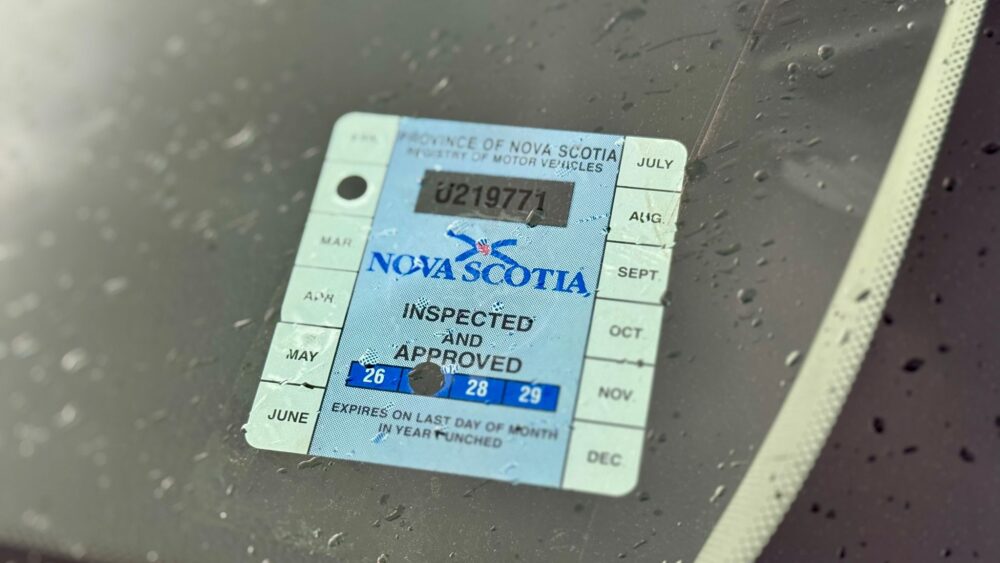 PROVINCE OF NOVA SCOTIA
REGISTRY OF MOTOR VEHICLES
U219771
NOVA SCOTIA
INSPECTED
AND
APPROVED
26 28 29
EXPIRES ON LAST DAY OF MONTH
IN YEAR PUNCHED
MAR
APR
MAY
JUNE
JULY
AUG.
SEPT.
OCT.
NOV.
DEC.